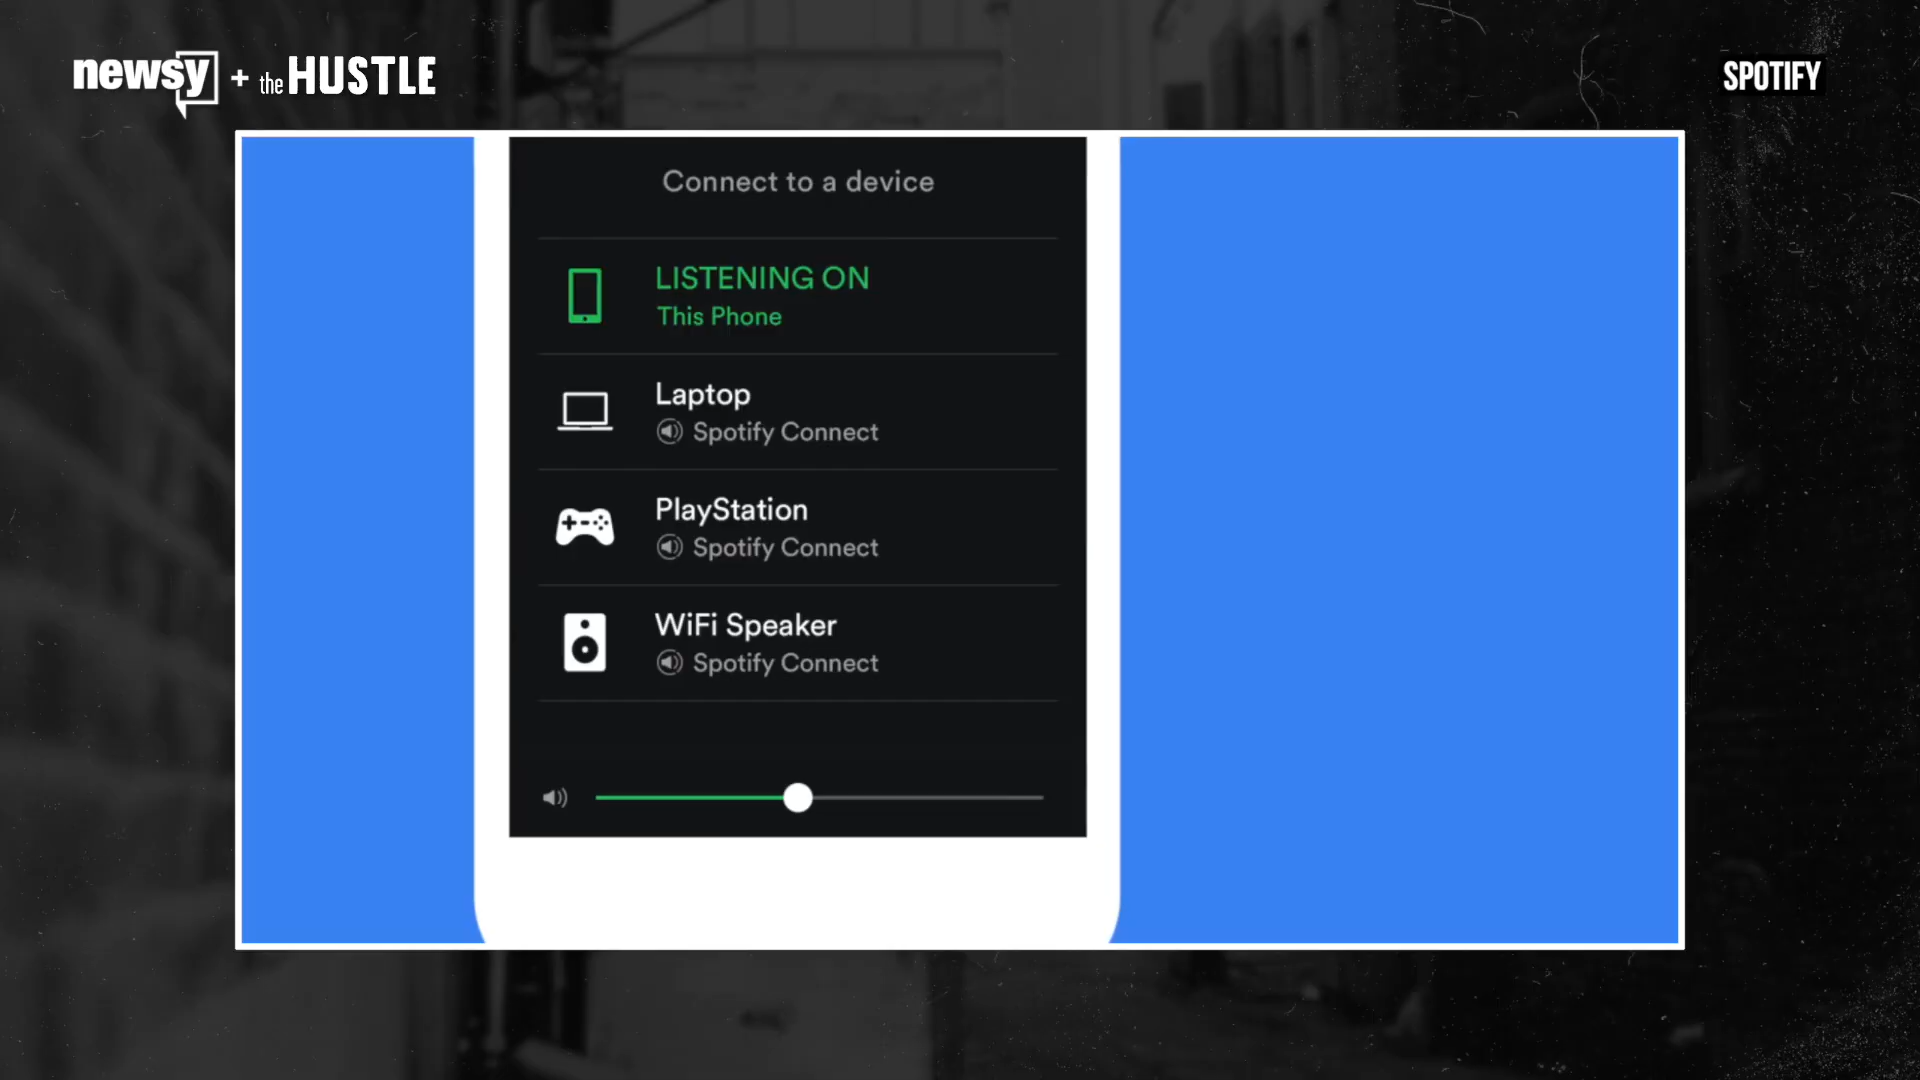 newsy + the HUSTLE
SPOTIFY
Connect to a device
LISTENING ON
This Phone
Laptop
Spotify Connect
PlayStation
Spotify Connect
WiFi Speaker
Spotify Connect